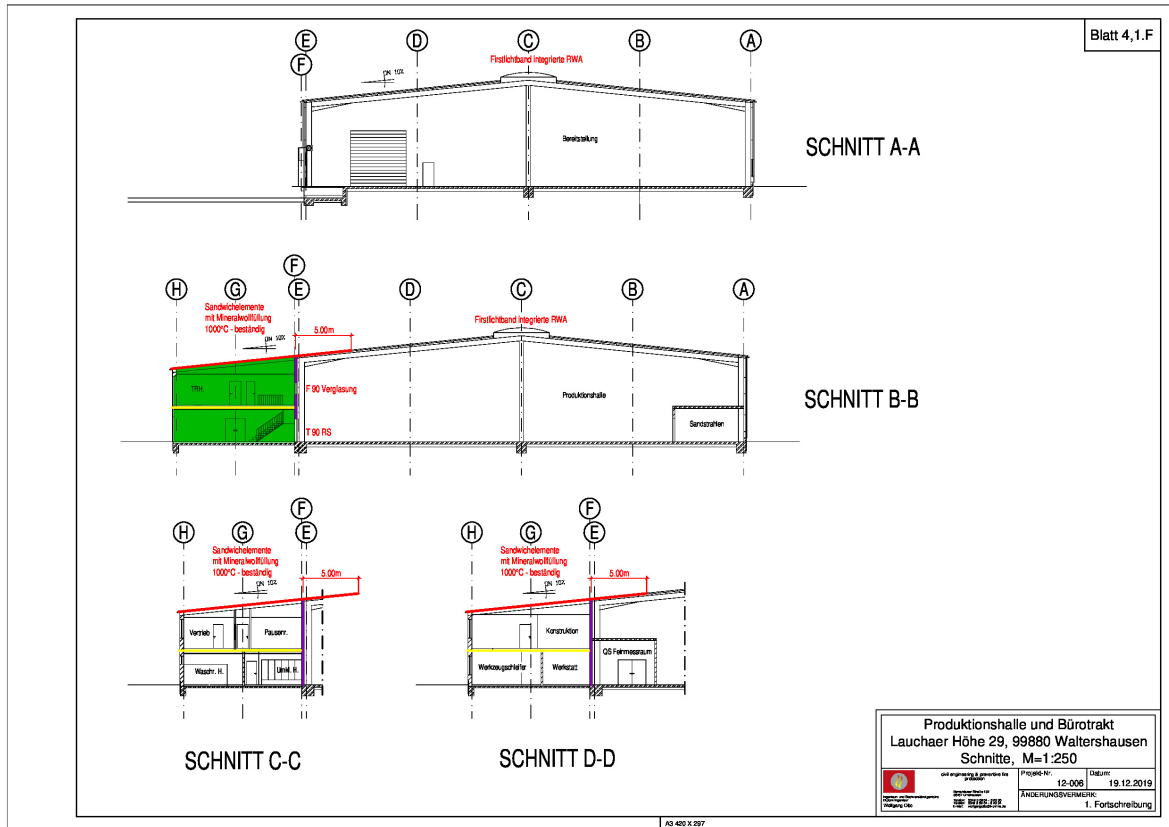 Blatt 4,1.F
E
F
D
C
B
A
Firstlichtband integrierte RWA
DN 10%
Bereitstellung
SCHNITT A-A
H
G
F
E
D
C
B
A
Sandwichelemente
mit Mineralwollfüllung
1000°C - beständig
DN 10%
5.00m
Firstlichtband integrierte RWA
TRH.
F 90 Verglasung
Produktionshalle
SCHNITT B-B
Sandstrahlen
T 90 RS
H
G
F
E
Sandwichelemente
mit Mineralwollfüllung
1000°C - beständig
DN 10%
5.00m
Vertrieb
Pausenr.
Waschr. H.
Umkl. H.
SCHNITT C-C
H
G
F
E
Sandwichelemente
mit Mineralwollfüllung
1000°C - beständig
DN 10%
5.00m
Konstruktion
QS Feinmessraum
Werkzeugschleifer
Werkstatt
SCHNITT D-D
Produktionshalle und Bürotrakt
Lauchaer Höhe 29, 99880 Waltershausen
Schnitte, M=1:250
civil engineering & preventive fire
protection
Projekt-Nr.
12-006
Datum:
19.12.2019
ÄNDERUNGSVERMERK:
1. Fortschreibung
Wolfgang Otto
A3 420 X 297